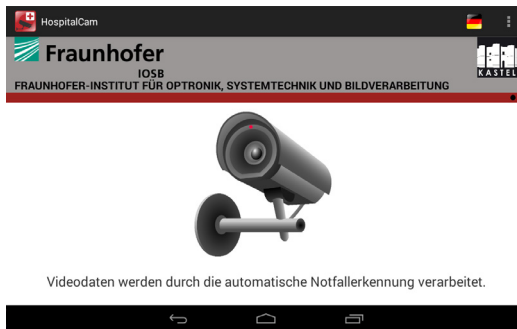 HospitalCam
Fraunhofer
IOSB
FRAUNHOFER-INSTITUT FÜR OPTRONIK, SYSTEMTECHNIK UND BILDVERARBEITUNG
KASTEL
Videodaten werden durch die automatische Notfallerkennung verarbeitet.